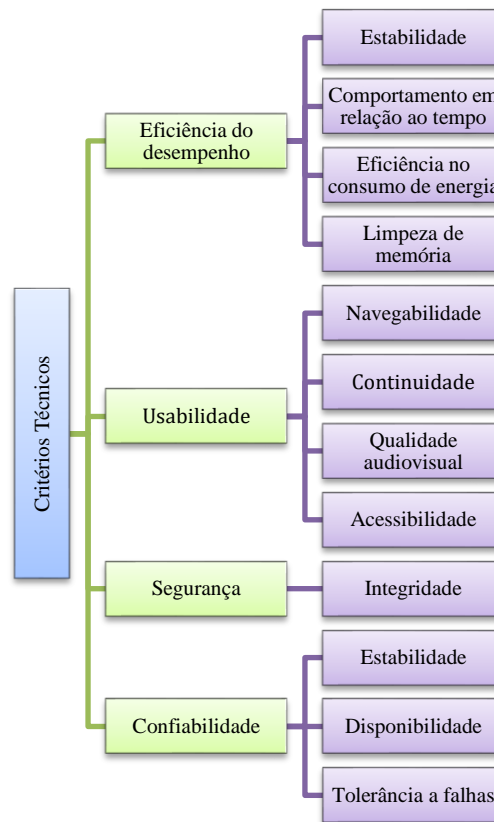 Critérios Técnicos
Eficiência do
desempenho
Estabilidade
Comportamento em
relação ao tempo
Eficiência no
consumo de energia
Limpeza de
memória
Usabilidade
Navegabilidade
Continuidade
Qualidade
audiovisual
Acessibilidade
Segurança
Integridade
Confiabilidade
Estabilidade
Disponibilidade
Tolerância a falhas